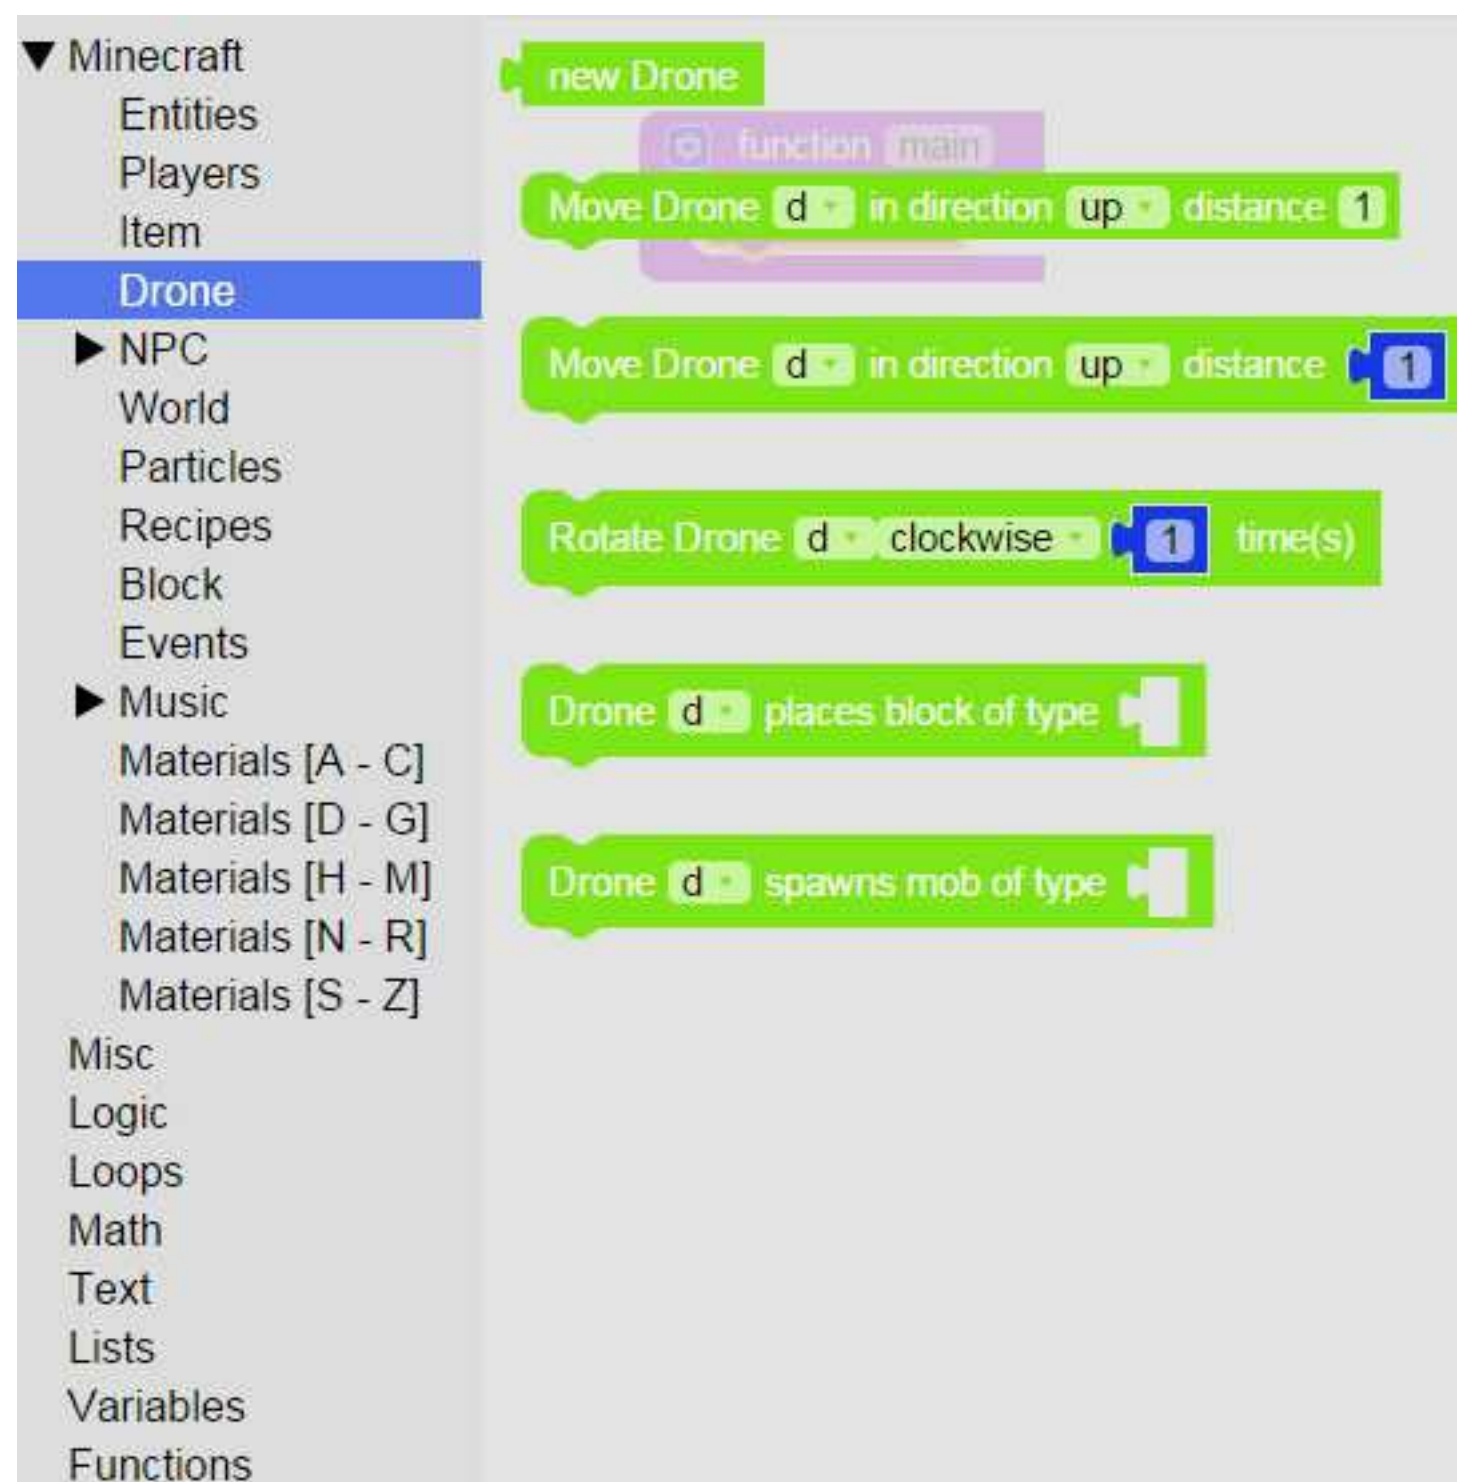 Minecraft
Entities
Players
Item
Drone
NPC
World
Particles
Recipes
Block
Events
Music
Materials [A - C]
Materials [D - G]
Materials [H - M]
Materials [N - R]
Materials [S - Z]
Misc
Logic
Loops
Math
Text
Lists
Variables
Functions
new Drone
function main
Move Drone d in direction up distance 1
Move Drone d in direction up distance 1
Rotate Drone d clockwise 1 time(s)
Drone d places block of type
Drone d spawns mob of type